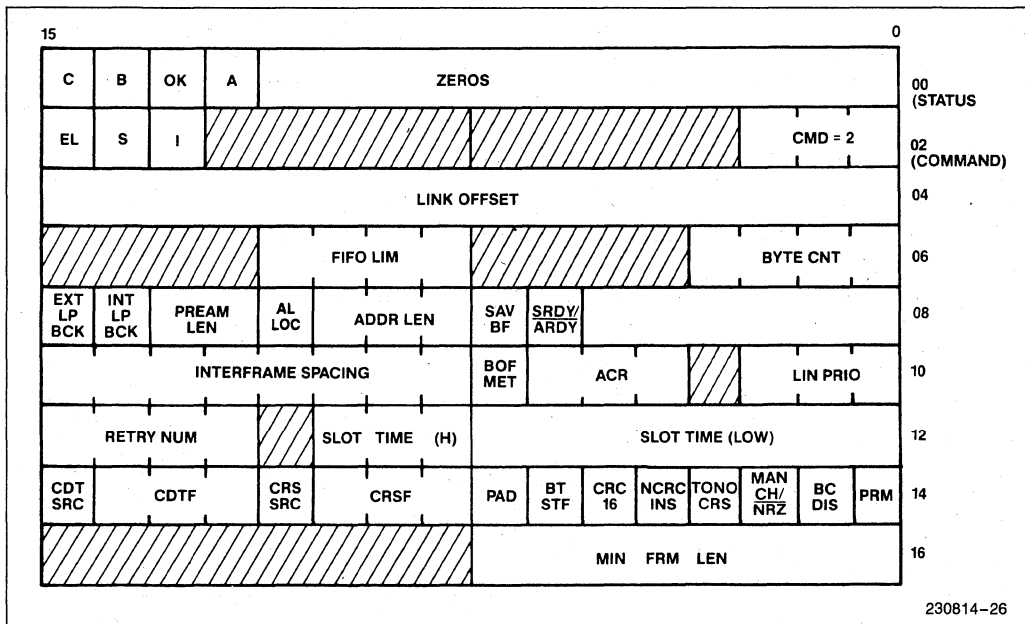 15 0
C B OK A ZEROS 00
(STATUS
EL S I CMD = 2 02
(COMMAND)
LINK OFFSET 04
FIFO LIM BYTE CNT 06
EXT LP BCK INT LP BCK PREAM LEN AL LOC ADDR LEN SAV BF SRDY/ARDY 08
INTERFRAME SPACING BOF MET ACR LIN PRIO 10
RETRY NUM SLOT TIME (H) SLOT TIME (LOW) 12
CDT SRC CDTF CRS SRC CRSF PAD BT STF CRC 16 NCRC INS TONO CRS MAN CH/NRZ BC DIS PRM 14
MIN FRM LEN 16
230814–26